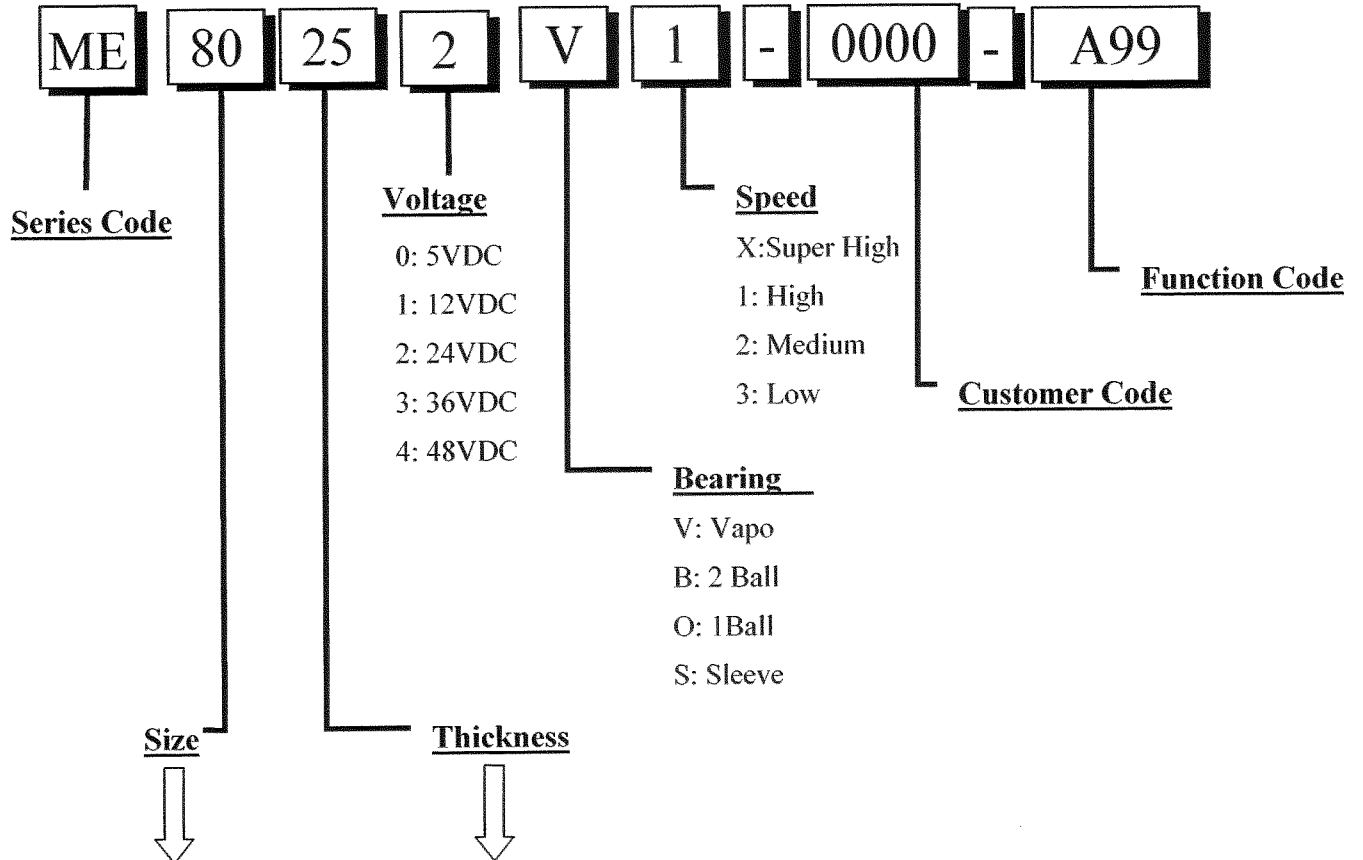 ME 80 25 2 V 1 - 0000 - A99
Series Code
Voltage
0: 5VDC
1: 12VDC
2: 24VDC
3: 36VDC
4: 48VDC
Speed
X:Super High
1: High
2: Medium
3: Low
Function Code
Customer Code
Bearing
V: Vapo
B: 2 Ball
O: 1Ball
S: Sleeve
Size
Thickness